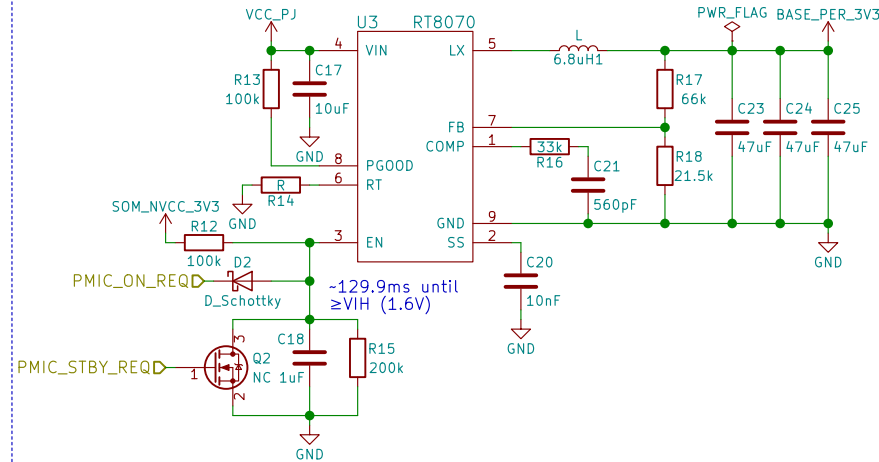 VCC_PJ
U3 RT8070
PWR_FLAG BASE_PER_3V3
4 VIN
LX 5
L
6.8uH1
R13
100k
C17
10uF
GND
R17
66k
C23
47uF
C24
47uF
C25
47uF
FB 7
COMP 1
33k
R16
8 PGOOD
6 RT
R
R14
GND
C21
560pF
R18
21.5k
SOM_NVCC_3V3
R12
100k
3 EN
GND 9
SS 2
GND
D2
D_Schottky
PMIC_ON_REQ
~129.9ms until
≥VIH (1.6V)
C20
10nF
GND
PMIC_STBY_REQ
1
3
2
Q2
NC
C18
1uF
R15
200k
GND